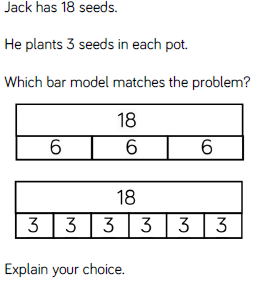 Jack has 18 seeds.
He plants 3 seeds in each pot.
Which bar model matches the problem?
18
6 6 6
18
3 3 3 3 3 3
Explain your choice.